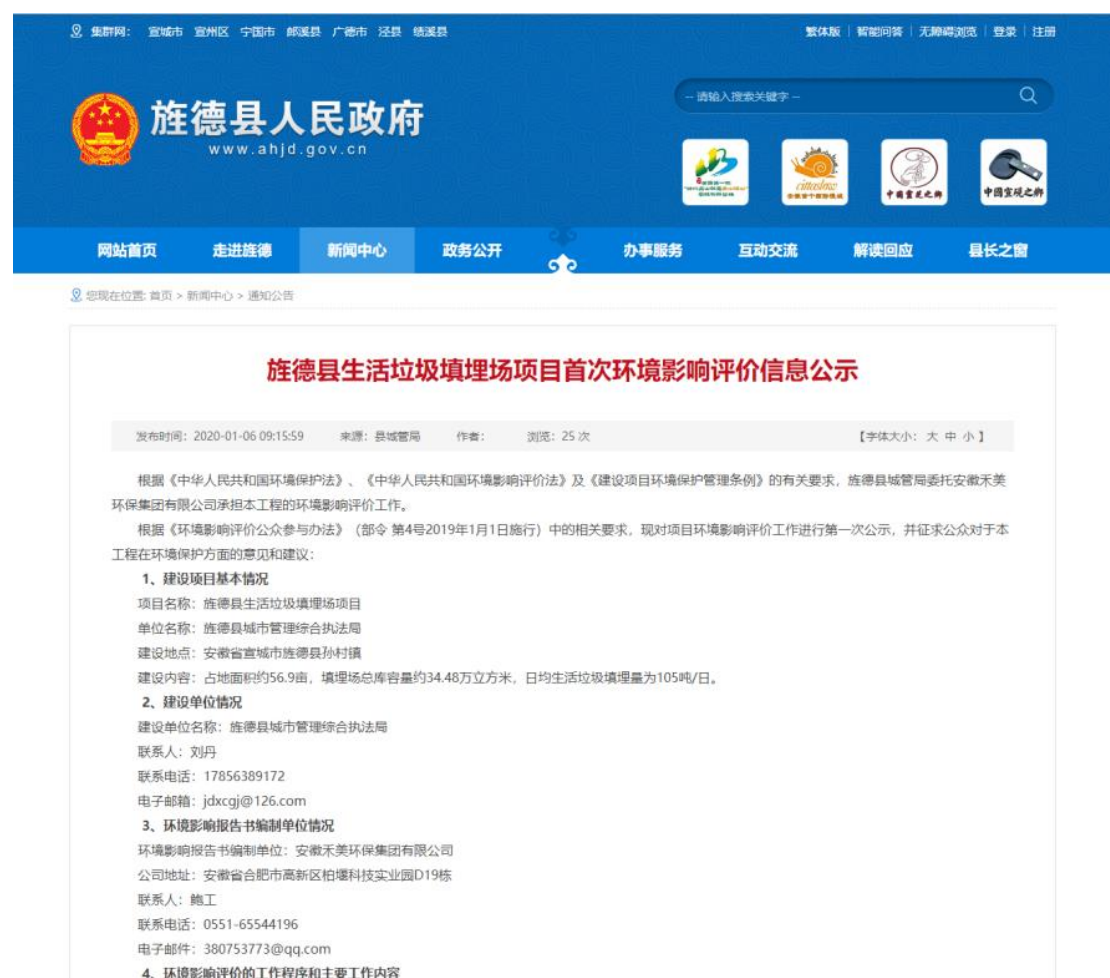 集群网： 宣城市 宣州区 宁国市 郎溪县 广德市 泾县 绩溪县
繁体版 | 智能问答 | 无障碍浏览 | 登录 | 注册
旌德县人民政府
www.ahjd.gov.cn
-- 请输入搜索关键字 --
cittaslow
中国宣砚之乡
网站首页 走进旌德 新闻中心 政务公开 办事服务 互动交流 解读回应 县长之窗
您现在位置: 首页 > 新闻中心 > 通知公告
旌德县生活垃圾填埋场项目首次环境影响评价信息公示
发布时间：2020-01-06 09:15:59 来源：县城管局 作者： 浏览：25 次 【字体大小：大 中 小】
根据《中华人民共和国环境保护法》、《中华人民共和国环境影响评价法》及《建设项目环境保护管理条例》的有关要求，旌德县城管局委托安徽禾美
环保集团有限公司承担本工程的环境影响评价工作。
根据《环境影响评价公众参与办法》（部令 第4号2019年1月1日施行）中的相关要求，现对项目环境影响评价工作进行第一次公示，并征求公众对于本
工程在环境保护方面的意见和建议：
1、建设项目基本情况
项目名称：旌德县生活垃圾填埋场项目
单位名称：旌德县城市管理综合执法局
建设地点：安徽省宣城市旌德县孙村镇
建设内容：占地面积约56.9亩，填埋场总库容量约34.48万立方米，日均生活垃圾填埋量为105吨/日。
2、建设单位情况
建设单位名称：旌德县城市管理综合执法局
联系人：刘丹
联系电话：17856389172
电子邮箱：jdxcgj@126.com
3、环境影响报告书编制单位情况
环境影响报告书编制单位：安徽禾美环保集团有限公司
公司地址：安徽省合肥市高新区柏堰科技实业园D19栋
联系人：鲍工
联系电话：0551-65544196
电子邮件：380753773@qq.com
4、环境影响评价的工作程序和主要工作内容